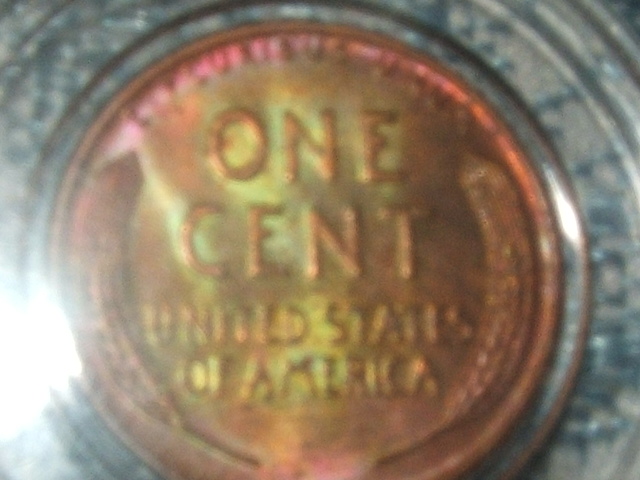 ONE
CENT
UNITED STATES
OF AMERICA